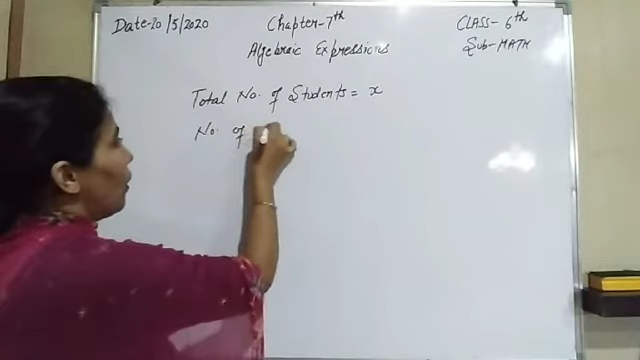 Date-20/5/2020
Chapter-7th
CLASS-6th
Algebraic Expressions
Sub-MATH
Total No. of Students = x
No. of